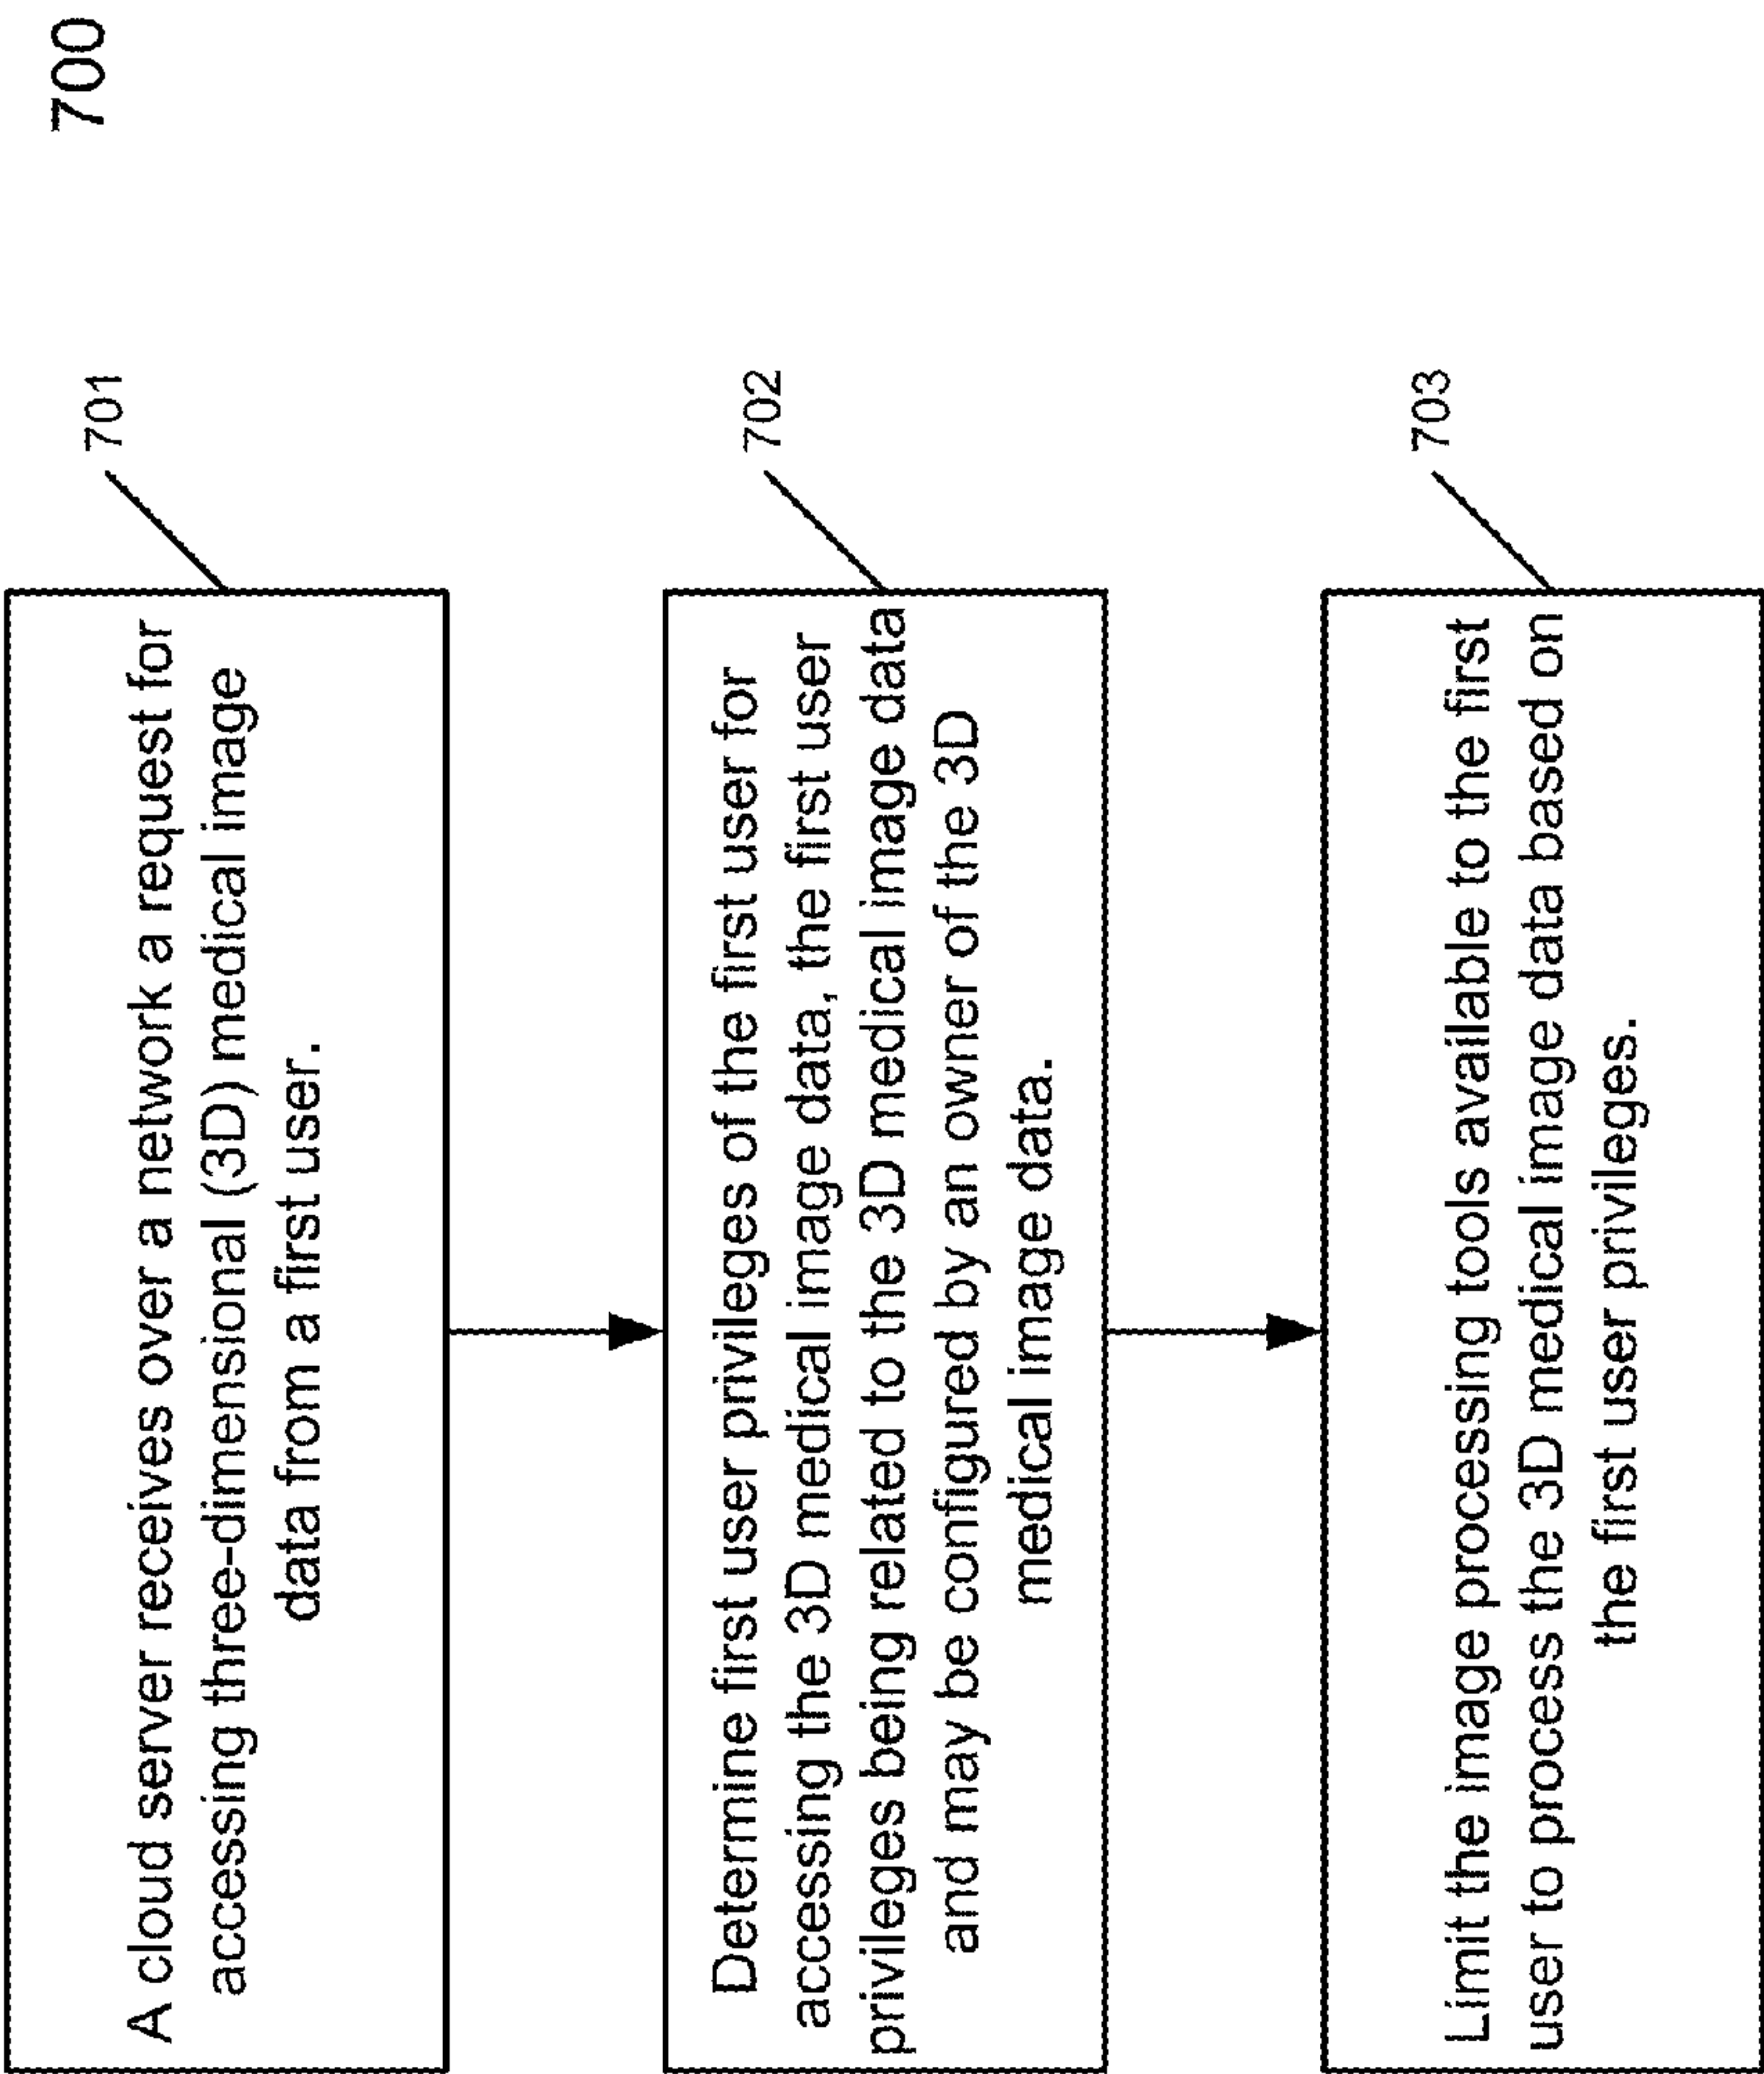 700
701
A cloud server receives over a network a request for
accessing three-dimensional (3D) medical image
data from a first user.
702
Determine first user privileges of the first user for
accessing the 3D medical image data, the first user
privileges being related to the 3D medical image data
and may be configured by an owner of the 3D
medical image data.
703
Limit the image processing tools available to the first
user to process the 3D medical image data based on
the first user privileges.